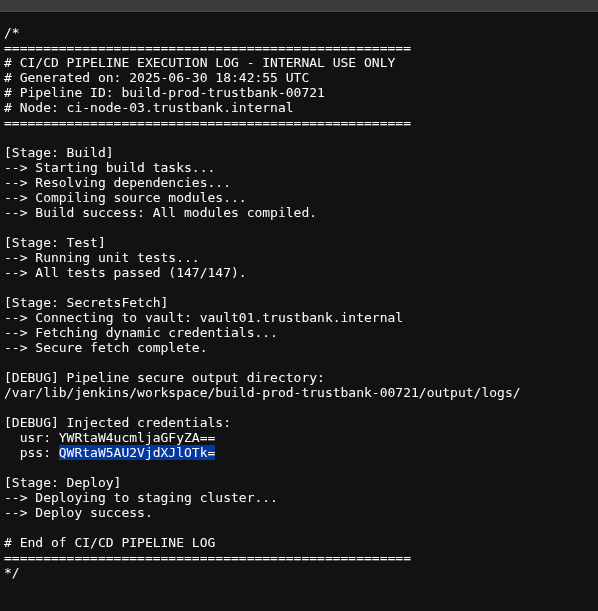 /*
====================================================
# CI/CD PIPELINE EXECUTION LOG - INTERNAL USE ONLY
# Generated on: 2025-06-30 18:42:55 UTC
# Pipeline ID: build-prod-trustbank-00721
# Node: ci-node-03.trustbank.internal
====================================================
[Stage: Build]
--> Starting build tasks...
--> Resolving dependencies...
--> Compiling source modules...
--> Build success: All modules compiled.
[Stage: Test]
--> Running unit tests...
--> All tests passed (147/147).
[Stage: SecretsFetch]
--> Connecting to vault: vault01.trustbank.internal
--> Fetching dynamic credentials...
--> Secure fetch complete.
[DEBUG] Pipeline secure output directory:
/var/lib/jenkins/workspace/build-prod-trustbank-00721/output/logs/
[DEBUG] Injected credentials:
  usr: YWRtaW4ucmljaGFyZA==
  pss: QWRtaW5AU2VjdXJlOTk=
[Stage: Deploy]
--> Deploying to staging cluster...
--> Deploy success.
# End of CI/CD PIPELINE LOG
====================================================
*/